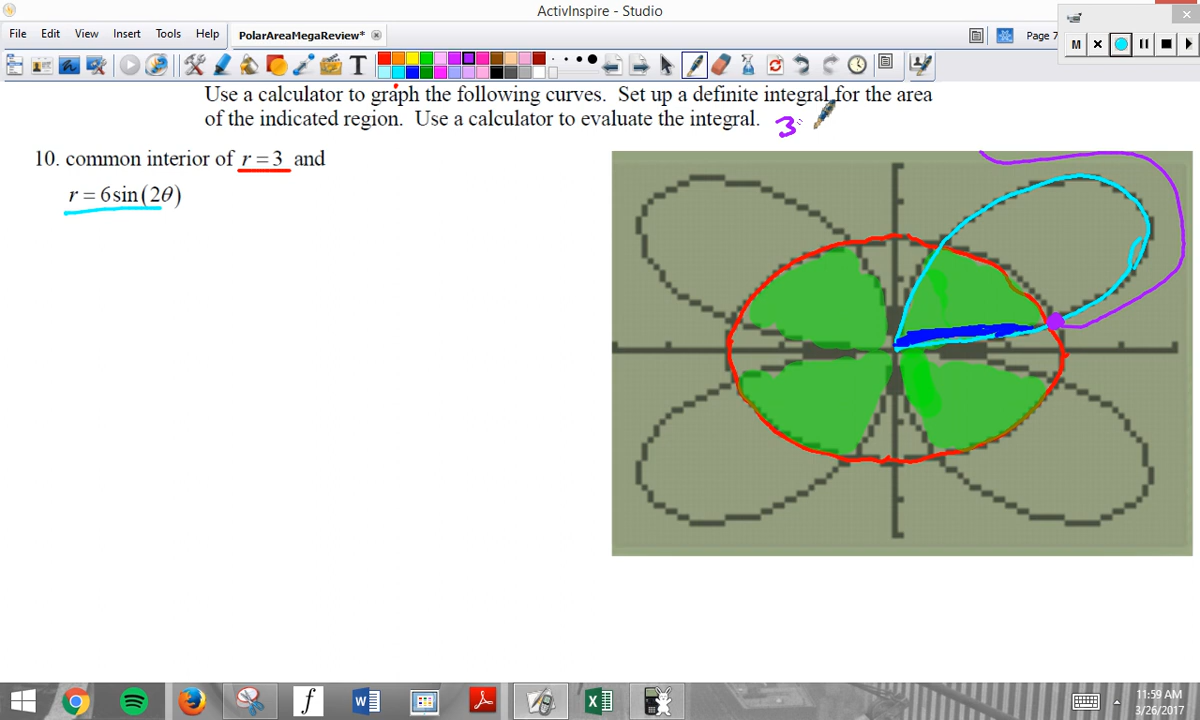 ActivInspire - Studio
File Edit View Insert Tools Help PolarAreaMegaReview* Page 7
M
T
Use a calculator to graph the following curves. Set up a definite integral for the area
of the indicated region. Use a calculator to evaluate the integral. 3
10. common interior of r = 3 and
r = 6sin(2θ)
11:59 AM
3/26/2017